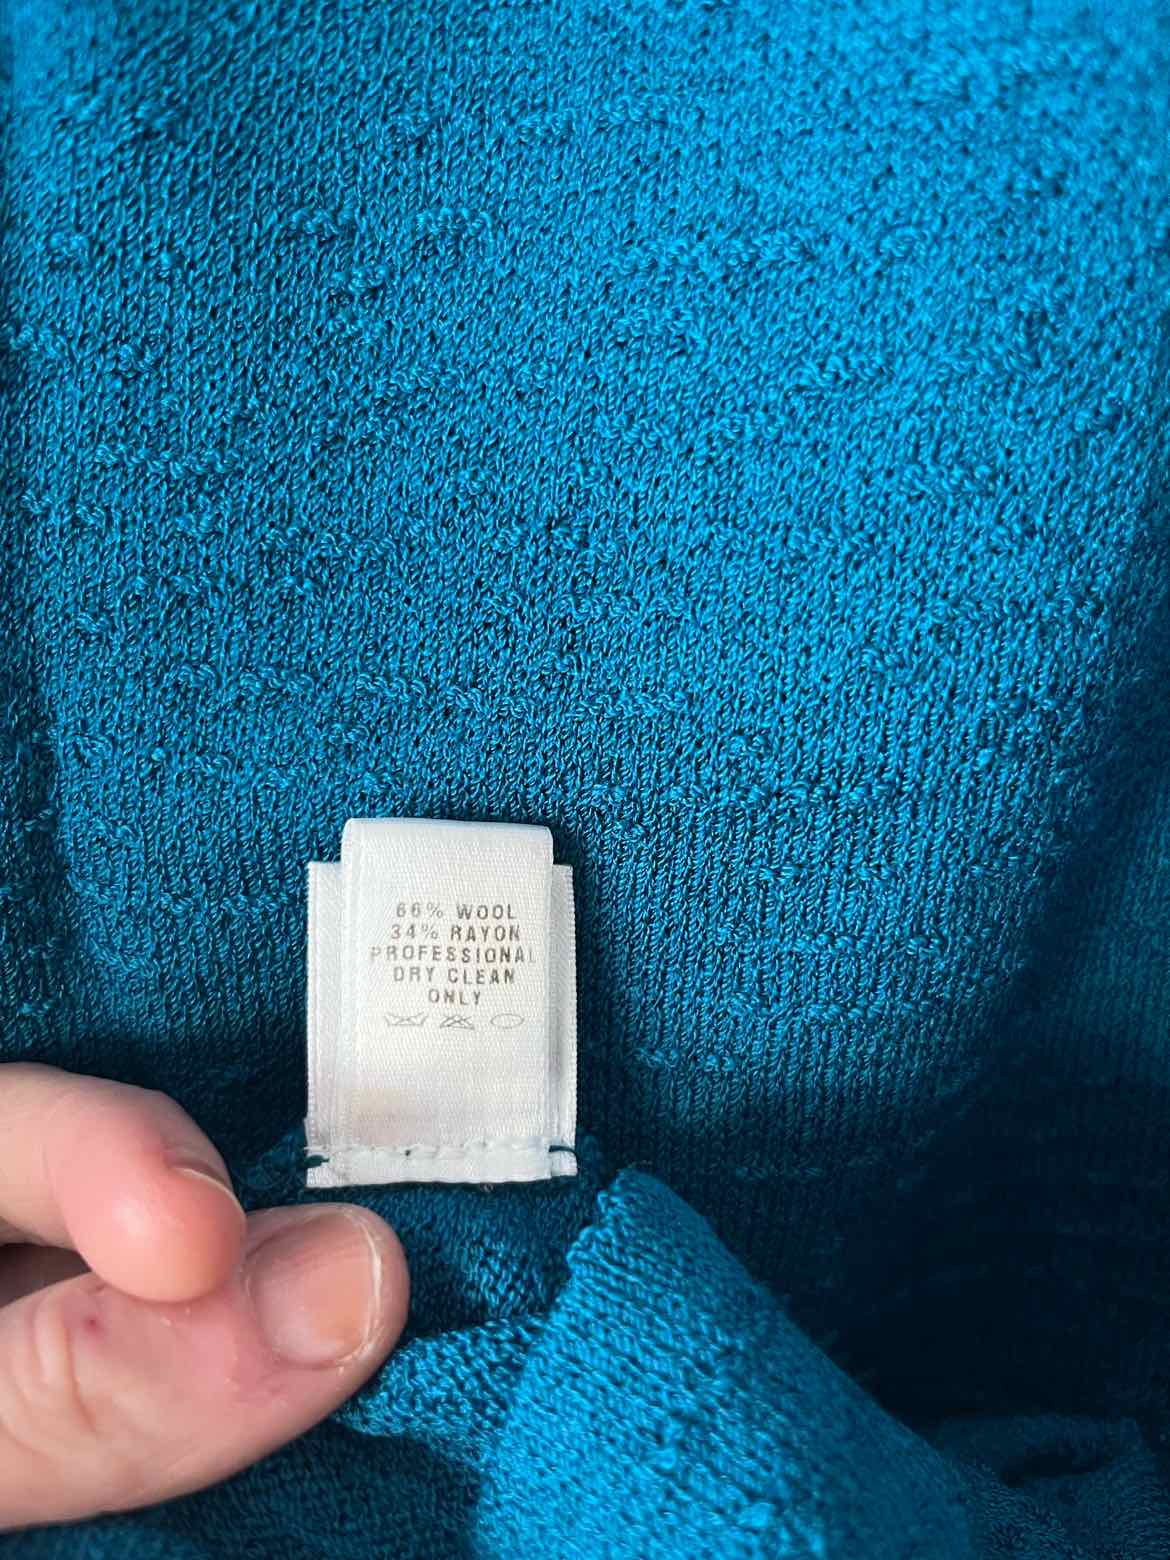 66% WOOL
34% RAYON
PROFESSIONAL
DRY CLEAN
ONLY